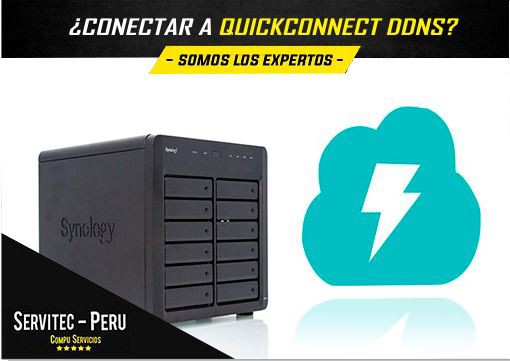 ¿CONECTAR A QUICKCONNECT DDNS?
- SOMOS LOS EXPERTOS -
Synology
Synology
SERVITEC - PERU
COMPU SERVICIOS